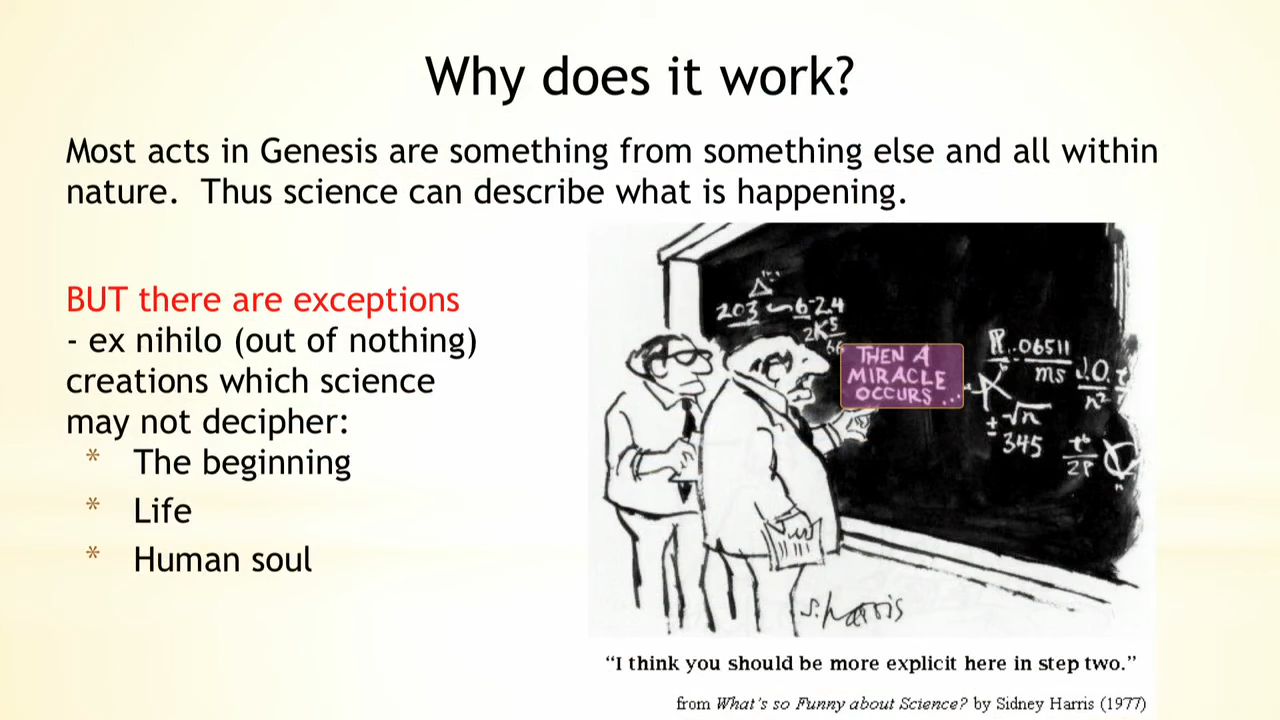 Why does it work?
Most acts in Genesis are something from something else and all within
nature. Thus science can describe what is happening.
BUT there are exceptions
- ex nihilo (out of nothing)
creations which science
may not decipher:
* The beginning
* Life
* Human soul
203 6-24
2K5
66
THEN A
MIRACLE
OCCURS...
.06511
ms
J.O.
n2
±√n
345
2P
S. Harris
“I think you should be more explicit here in step two.”
from What's so Funny about Science? by Sidney Harris (1977)